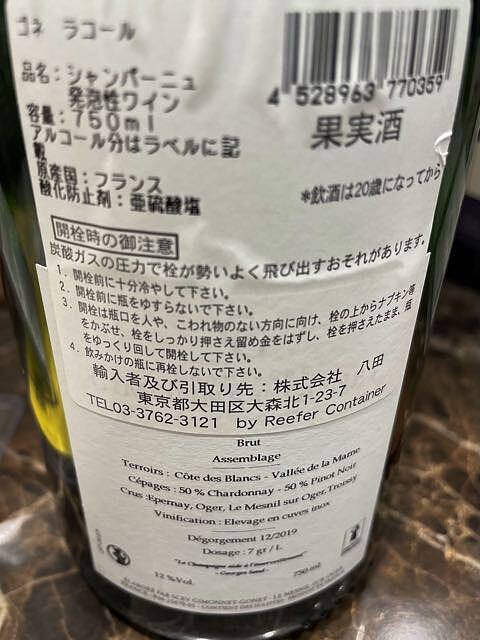 ゴネ ラコール
品名：シャンパーニュ
発泡性ワイン
容量：750ml
アルコール分はラベルに記
載
原産国：フランス
酸化防止剤：亜硫酸塩
4 528963 770359
果実酒
*飲酒は20歳になってから
開栓時の御注意
炭酸ガスの圧力で栓が勢いよく飛び出すおそれがあります。
1. 開栓前に十分冷やして下さい。
2. 開栓前に瓶をゆすらないで下さい。
3. 開栓は瓶口を人や、こわれ物のない方向に向け、栓の上からナプキン等
をかぶせ、栓をしっかり押さえ留め金をはずし、栓を押さえたまま、瓶
をゆっくり回して開栓して下さい。
4. 飲みかけの瓶に再栓しないで下さい。
輸入者及び引取り先：株式会社 八田
東京都大田区大森北1-23-7
TEL03-3762-3121 by Reefer Container
Brut
Assemblage
Terroirs : Côte des Blancs - Vallée de la Marne
Cépages : 50 % Chardonnay - 50 % Pinot Noir
Crus :Epernay, Oger, Le Mesnil sur Oger,Troissy
Vinification : Elevage en cuves inox
Dégorgement 12/2019
Dosage : 7 gr / L
"Le Champagne aide à l'émerveillement"
- Georges Sand -
12 %Vol.
750 ml